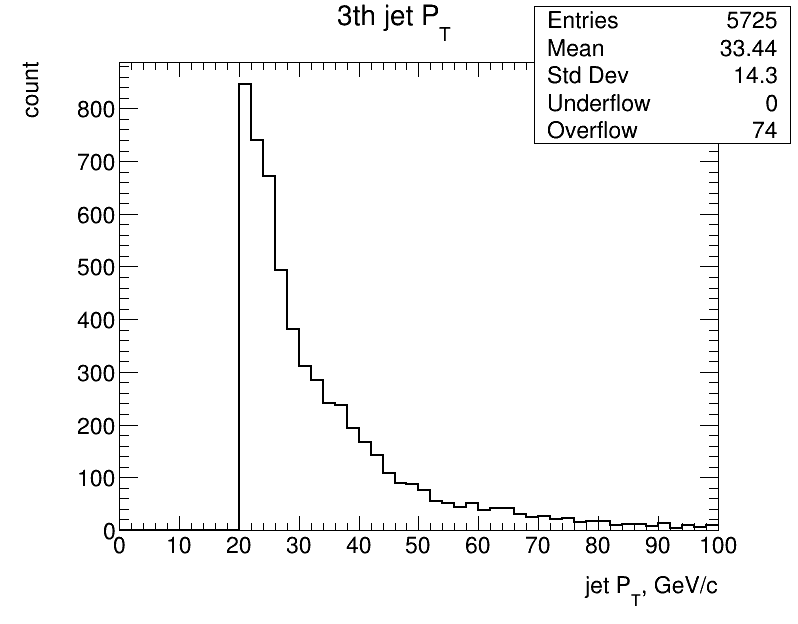 3th jet P_T
Entries 5725
Mean 33.44
Std Dev 14.3
Underflow 0
Overflow 74
count
800
700
600
500
400
300
200
100
0
0 10 20 30 40 50 60 70 80 90 100
jet P_T, GeV/c